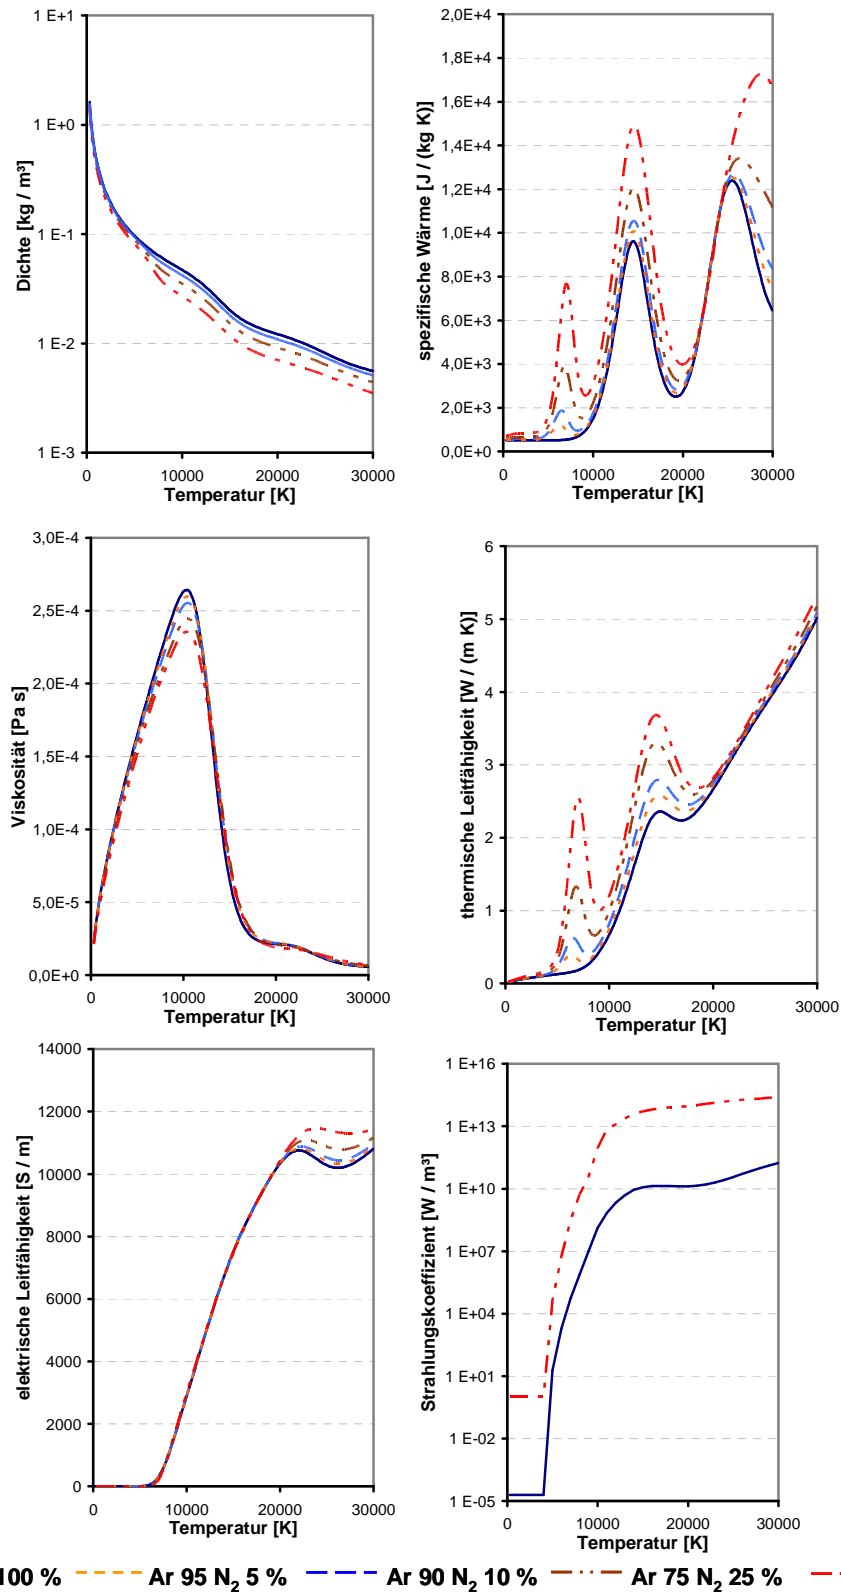 1 E+1
1 E+0
1 E-1
1 E-2
1 E-3
Dichte [kg / m³]
0 10000 20000 30000
Temperatur [K]
2,0E+4
1,8E+4
1,6E+4
1,4E+4
1,2E+4
1,0E+4
8,0E+3
6,0E+3
4,0E+3
2,0E+3
0,0E+0
spezifische Wärme [J / (kg K)]
0 10000 20000 30000
Temperatur [K]
3,0E-4
2,5E-4
2,0E-4
1,5E-4
1,0E-4
5,0E-5
0,0E+0
Viskosität [Pa s]
0 10000 20000 30000
Temperatur [K]
6
5
4
3
2
1
0
thermische Leitfähigkeit [W / (m K)]
0 10000 20000 30000
Temperatur [K]
14000
12000
10000
8000
6000
4000
2000
0
elektrische Leitfähigkeit [S / m]
0 10000 20000 30000
Temperatur [K]
1 E+16
1 E+13
1 E+10
1 E+07
1 E+04
1 E+01
1 E-02
1 E-05
Strahlungskoeffizient [W / m³]
0 10000 20000 30000
Temperatur [K]
100 % Ar 95 N₂ 5 % Ar 90 N₂ 10 % Ar 75 N₂ 25 %